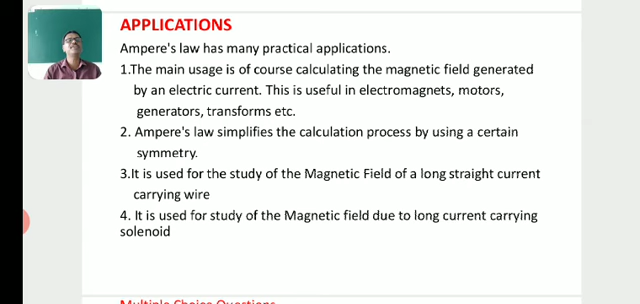 APPLICATIONS
Ampere's law has many practical applications.
1.The main usage is of course calculating the magnetic field generated
by an electric current. This is useful in electromagnets, motors,
generators, transforms etc.
2. Ampere's law simplifies the calculation process by using a certain
symmetry.
3.It is used for the study of the Magnetic Field of a long straight current
carrying wire
4. It is used for study of the Magnetic field due to long current carrying
solenoid
Multiple Choice Questions